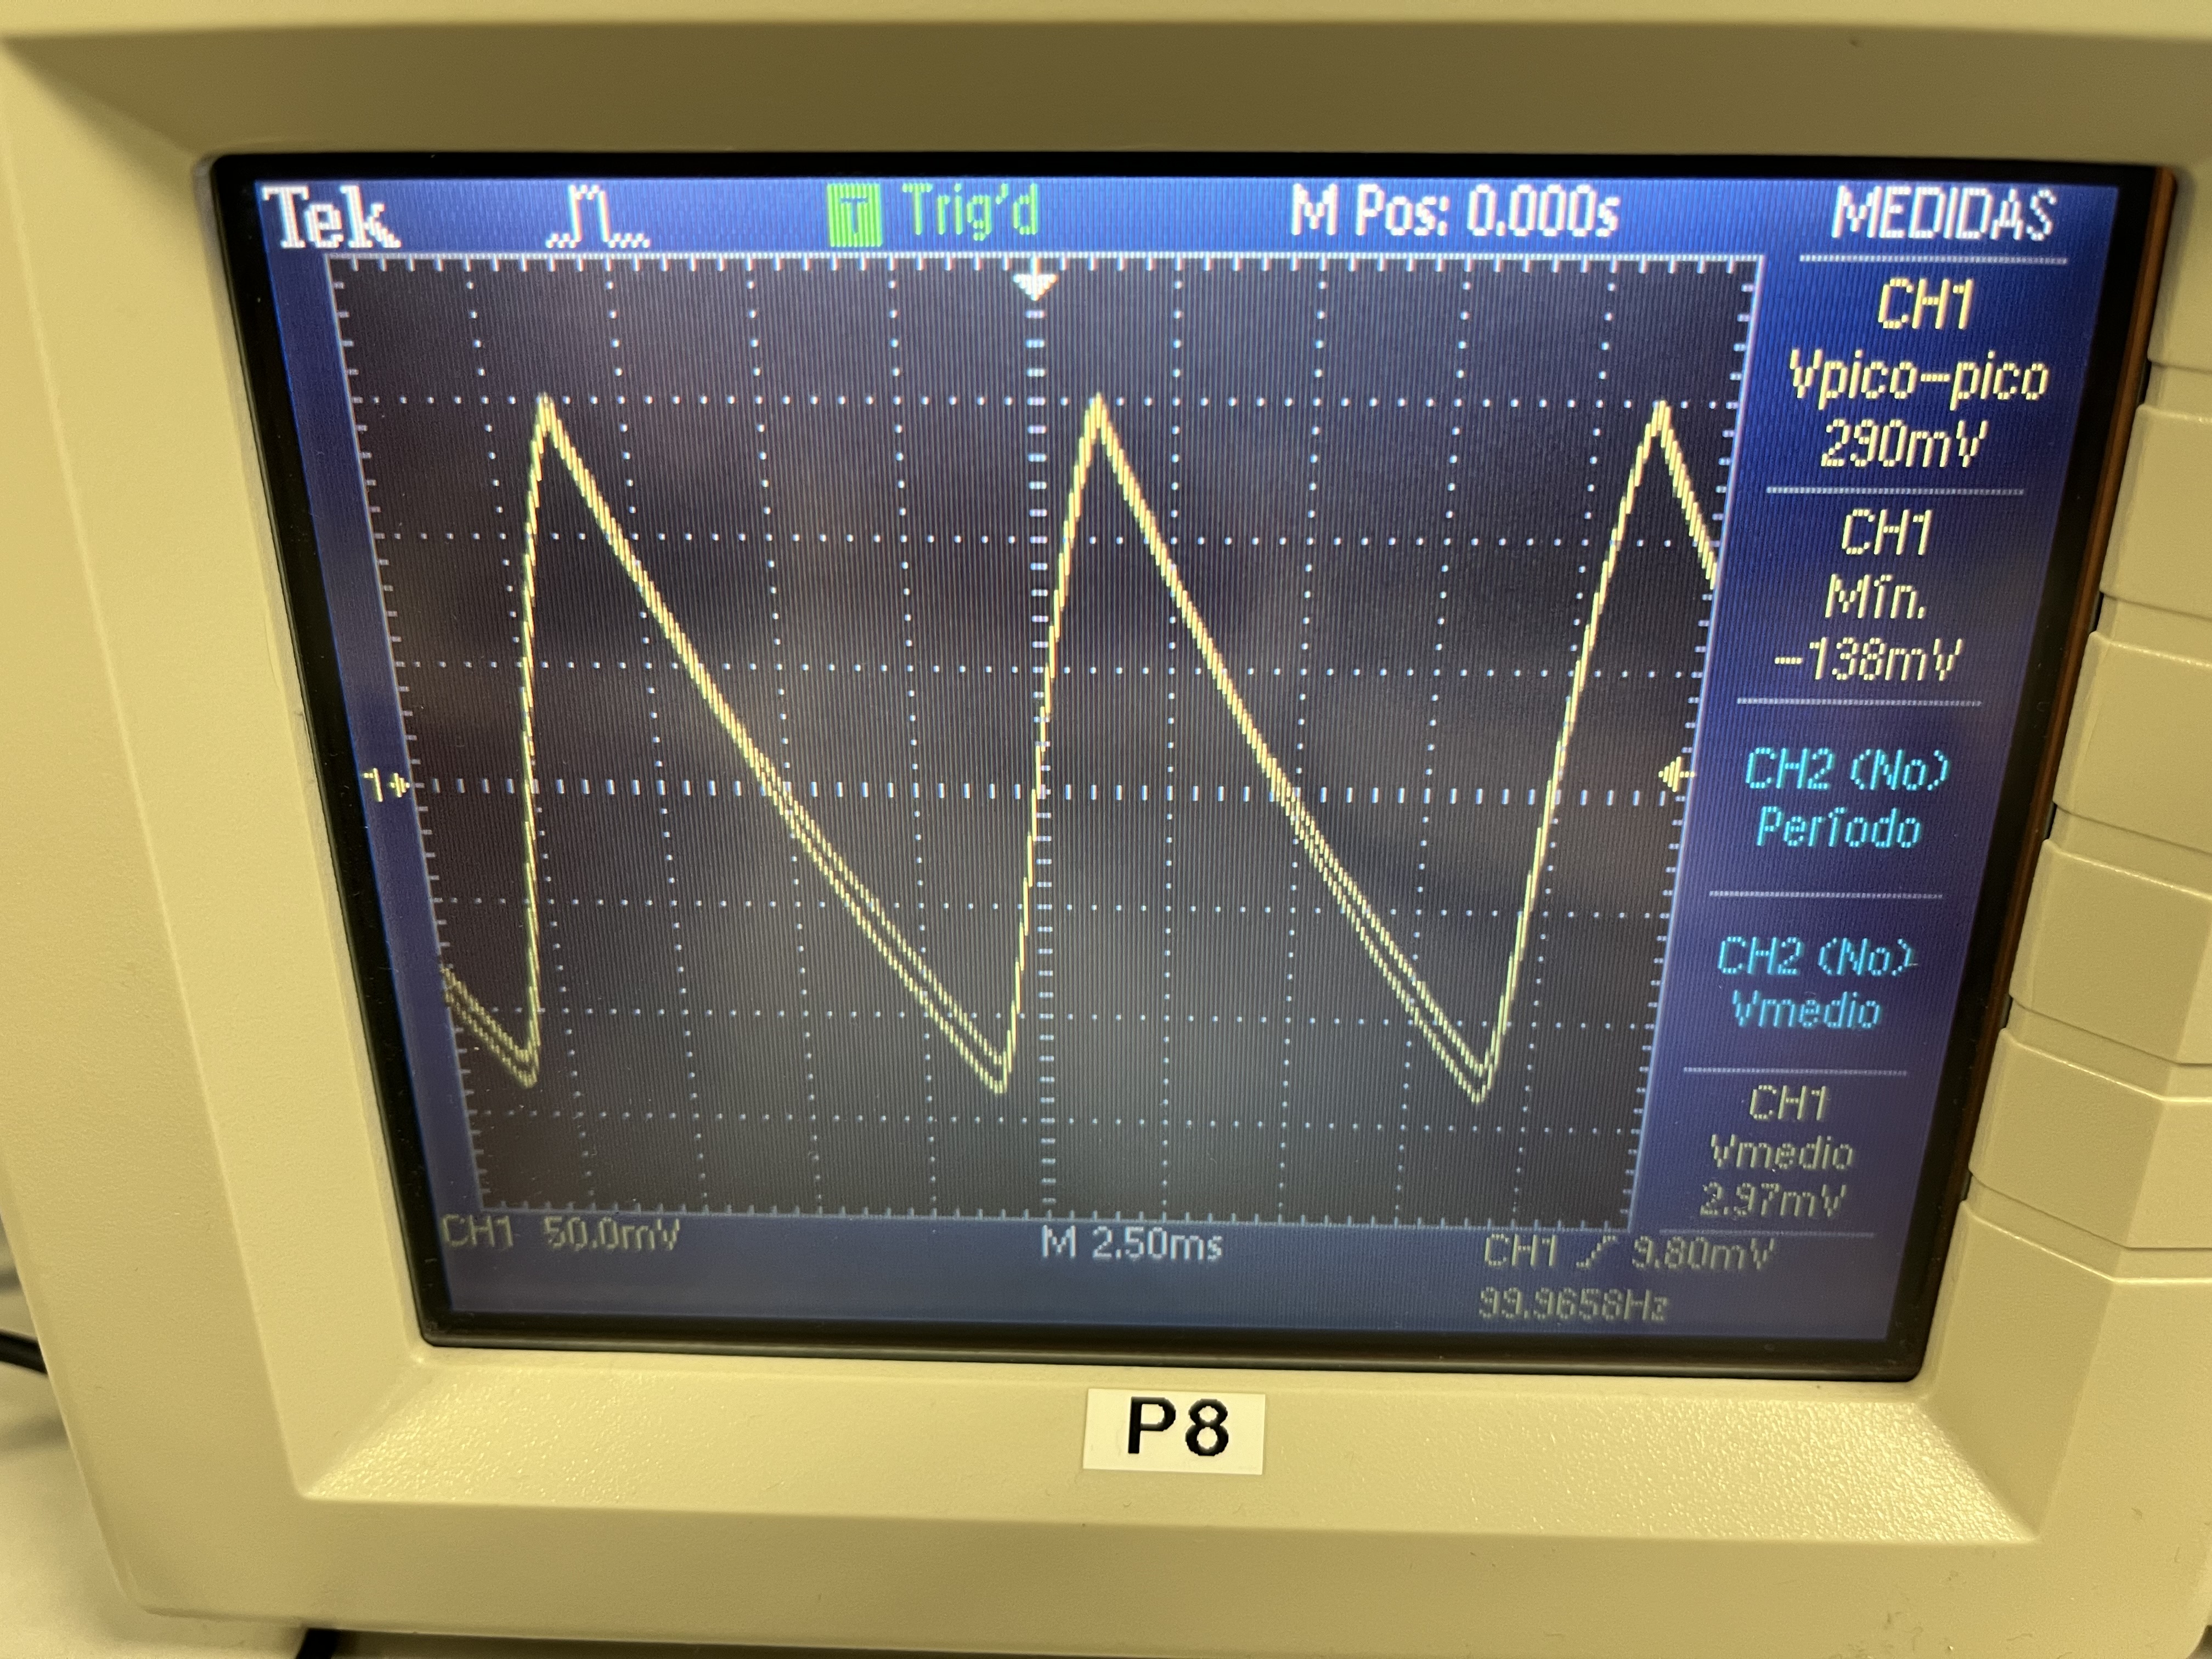 Tek T Trig'd M Pos: 0.000s MEDIDAS
CH1
Vpico-pico
290mV
CH1
Mín.
-138mV
1
CH2 (No)
Período
CH2 (No)
Vmedio
CH1
Vmedio
2.97mV
CH1 50.0mV M 2.50ms CH1 9.80mV
99.9658Hz
P8